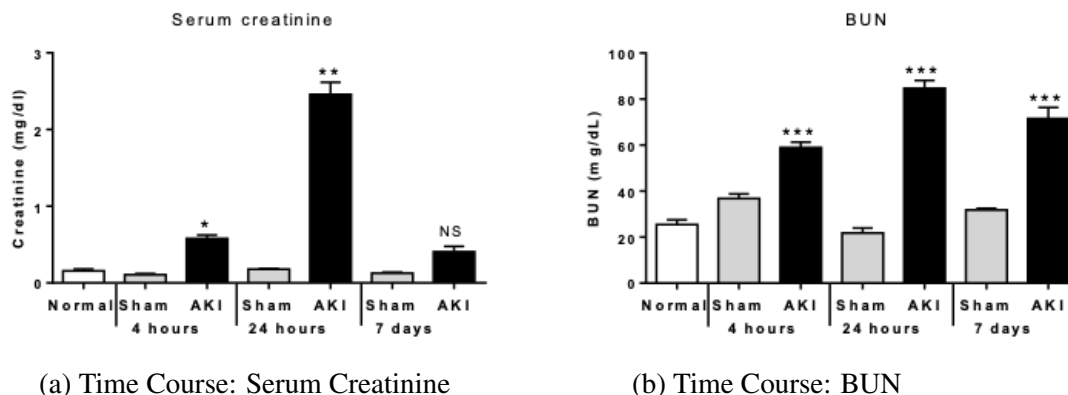 Serum creatinine
3
2
1
0
Creatinine (mg/dl)
*
**
NS
Normal Sham AKI Sham AKI Sham AKI
4 hours 24 hours 7 days
(a) Time Course: Serum Creatinine
BUN
100
80
60
40
20
0
BUN (mg/dL)
***
***
***
Normal Sham AKI Sham AKI Sham AKI
4 hours 24 hours 7 days
(b) Time Course: BUN